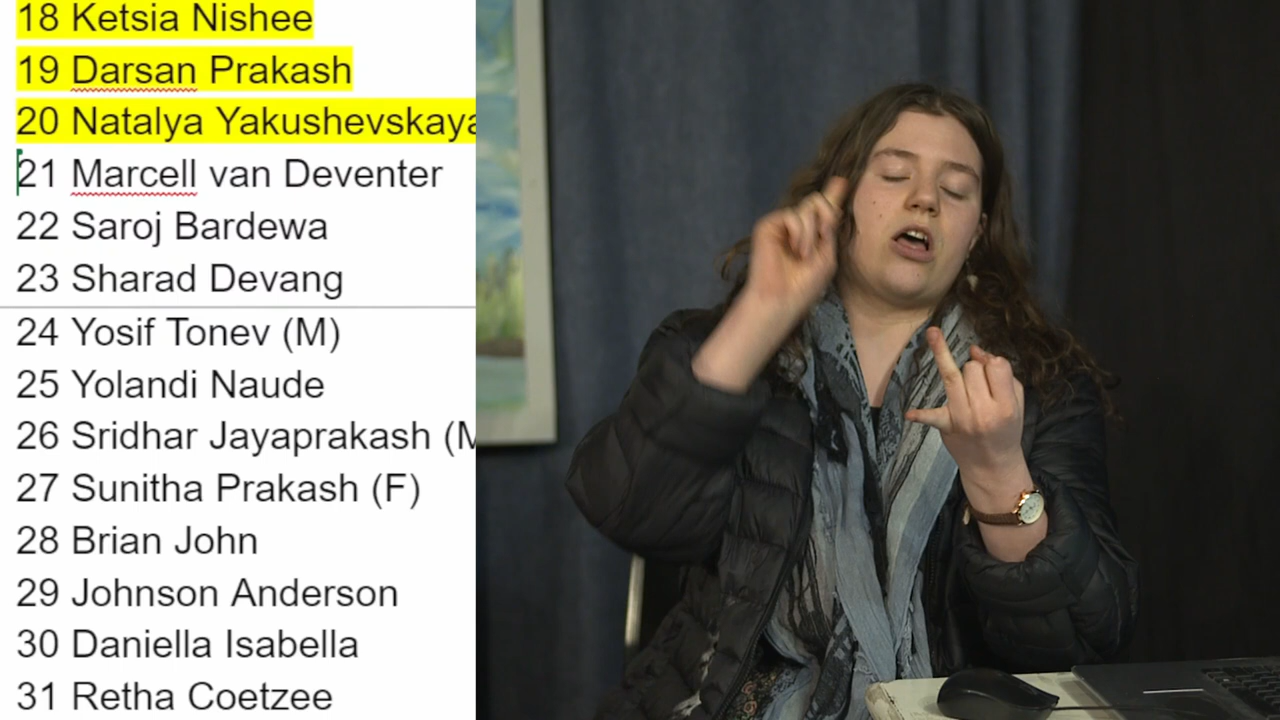 18 Ketsia Nishee
19 Darsan Prakash
20 Natalya Yakushevskaya
21 Marcell van Deventer
22 Saroj Bardewa
23 Sharad Devang
24 Yosif Tonev (M)
25 Yolandi Naude
26 Sridhar Jayaprakash (M
27 Sunitha Prakash (F)
28 Brian John
29 Johnson Anderson
30 Daniella Isabella
31 Retha Coetzee